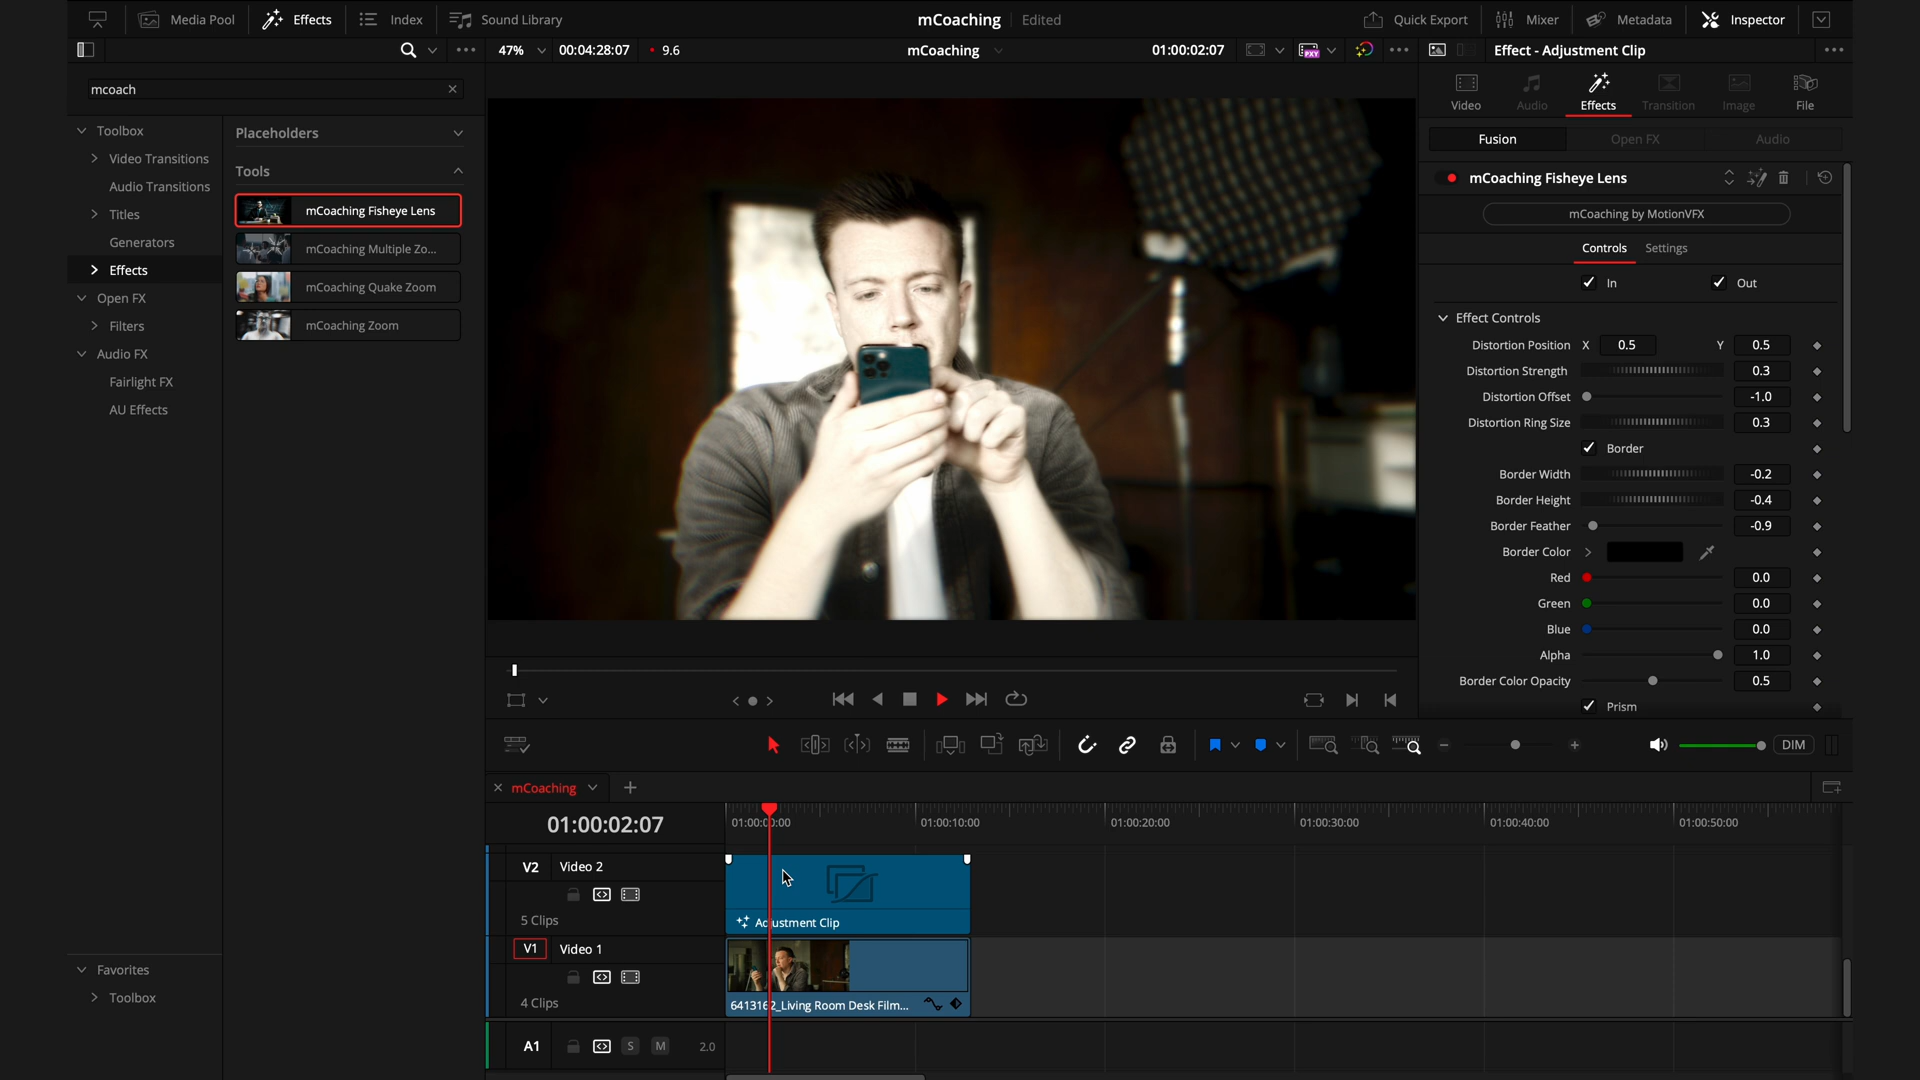 Media Pool
Effects
Index
Sound Library
mCoaching
Edited
Quick Export
Mixer
Metadata
Inspector
47%
00:04:28:07
9.6
mCoaching
01:00:02:07
PXY
Effect - Adjustment Clip
mcoach
Toolbox
Video Transitions
Audio Transitions
Titles
Generators
Effects
Open FX
Filters
Audio FX
Fairlight FX
AU Effects
Favorites
Toolbox
Placeholders
Tools
mCoaching Fisheye Lens
mCoaching Multiple Zo...
mCoaching Quake Zoom
mCoaching Zoom
Video
Audio
Effects
Transition
Image
File
Fusion
Open FX
Audio
mCoaching Fisheye Lens
mCoaching by MotionVFX
Controls
Settings
In
Out
Effect Controls
Distortion Position X 0.5 Y 0.5
Distortion Strength 0.3
Distortion Offset -1.0
Distortion Ring Size 0.3
Border
Border Width -0.2
Border Height -0.4
Border Feather -0.9
Border Color
Red 0.0
Green 0.0
Blue 0.0
Alpha 1.0
Border Color Opacity 0.5
Prism
DIM
mCoaching
01:00:02:07
01:00:00:00
01:00:10:00
01:00:20:00
01:00:30:00
01:00:40:00
01:00:50:00
V2 Video 2
5 Clips
Adjustment Clip
V1 Video 1
4 Clips
6413162_Living Room Desk Film...
A1
S
M
2.0